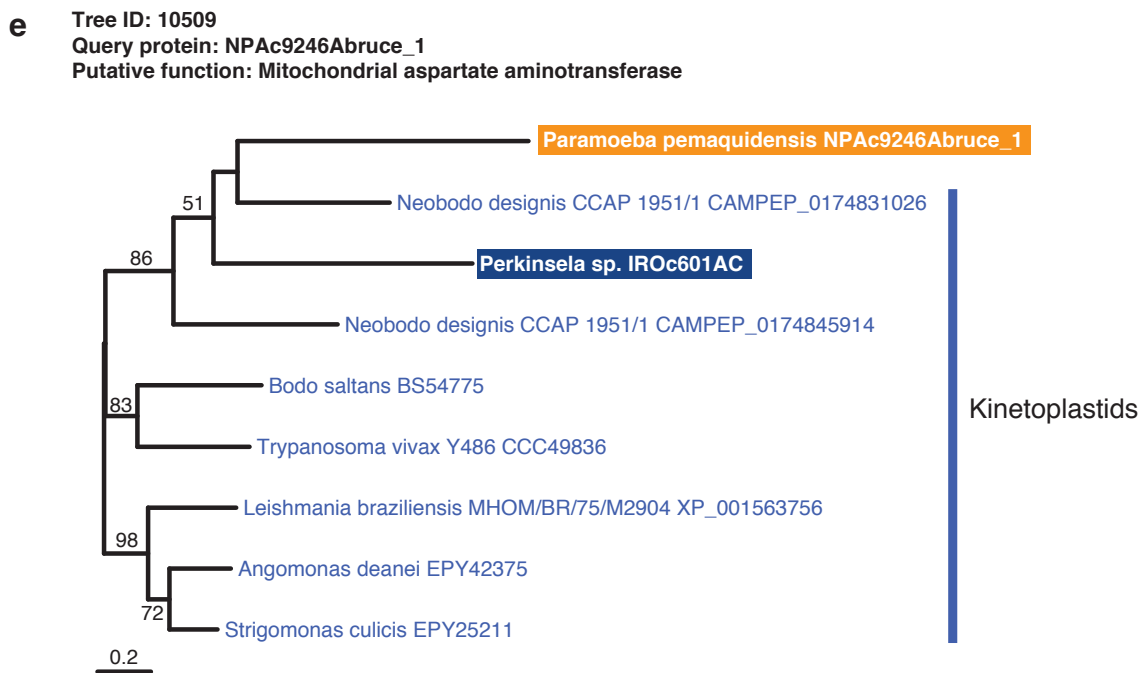 e
Tree ID: 10509
Query protein: NPAc9246Abruce_1
Putative function: Mitochondrial aspartate aminotransferase
Paramoeba pemaquidensis NPAc9246Abruce_1
51
Neobodo designis CCAP 1951/1 CAMPEP_0174831026
86
Perkinsela sp. IROc601AC
Neobodo designis CCAP 1951/1 CAMPEP_0174845914
Bodo saltans BS54775
83
Kinetoplastids
Trypanosoma vivax Y486 CCC49836
Leishmania braziliensis MHOM/BR/75/M2904 XP_001563756
98
Angomonas deanei EPY42375
72
Strigomonas culicis EPY25211
0.2